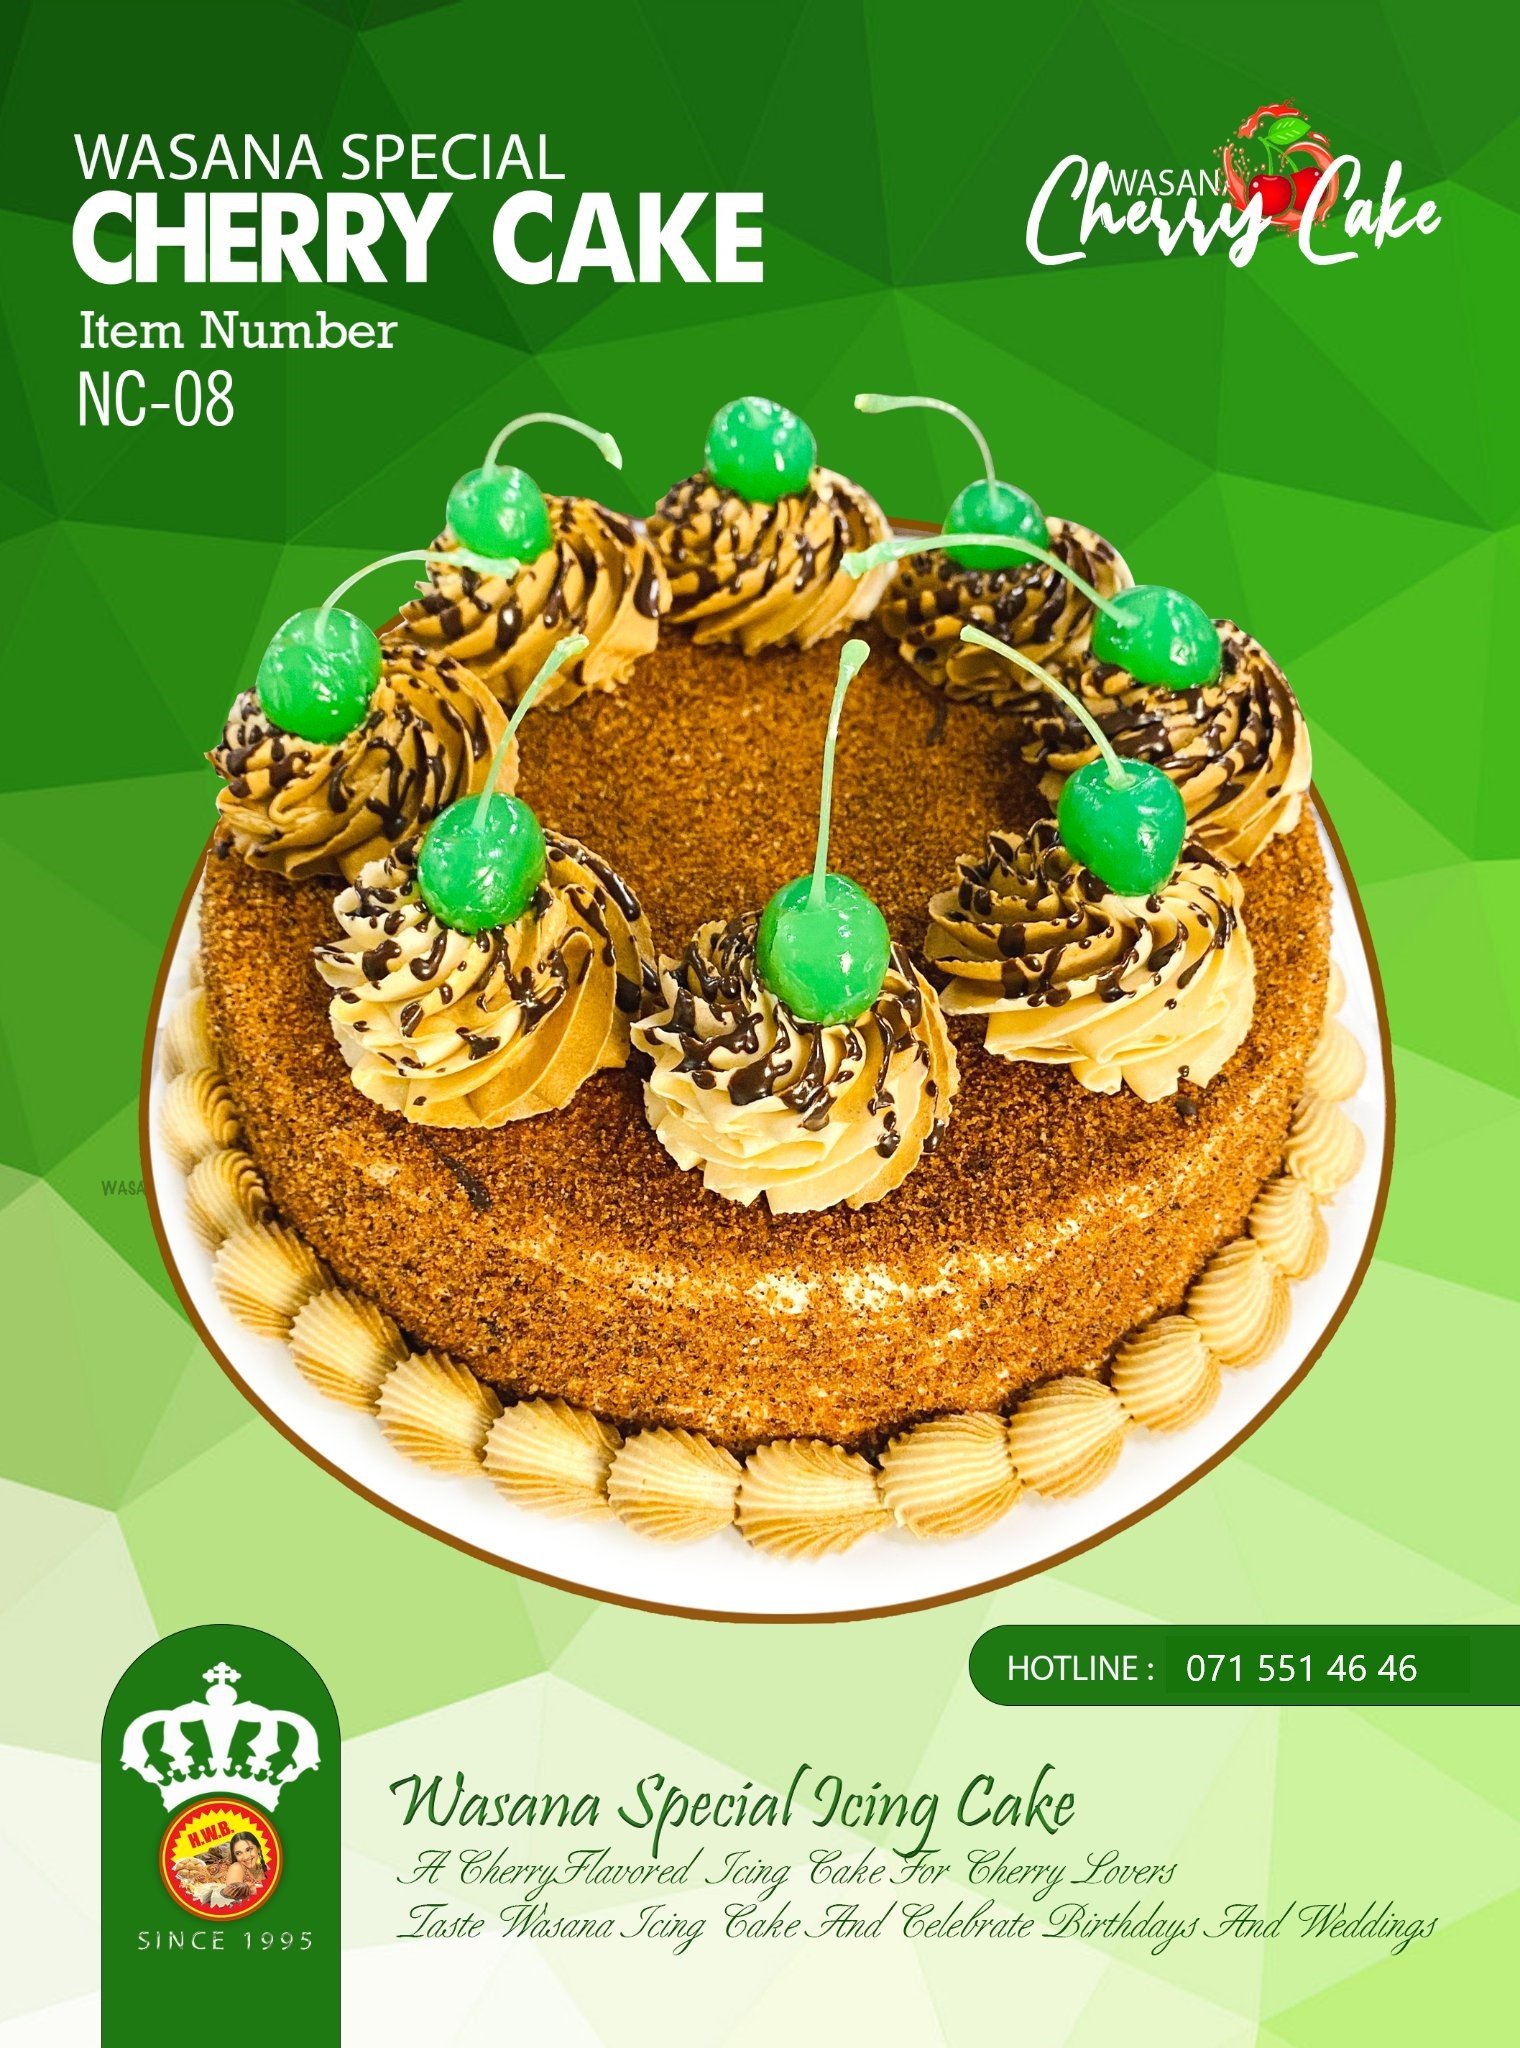 WASANA SPECIAL
CHERRY CAKE
Item Number
NC-08
WASANA
Cherry Cake
WASA
HOTLINE : 071 551 46 46
H.W.B.
SINCE 1995
Wasana Special Icing Cake
A CherryFlavored Icing Cake For Cherry Lovers
Taste Wasana Icing Cake And Celebrate Birthdays And Weddings